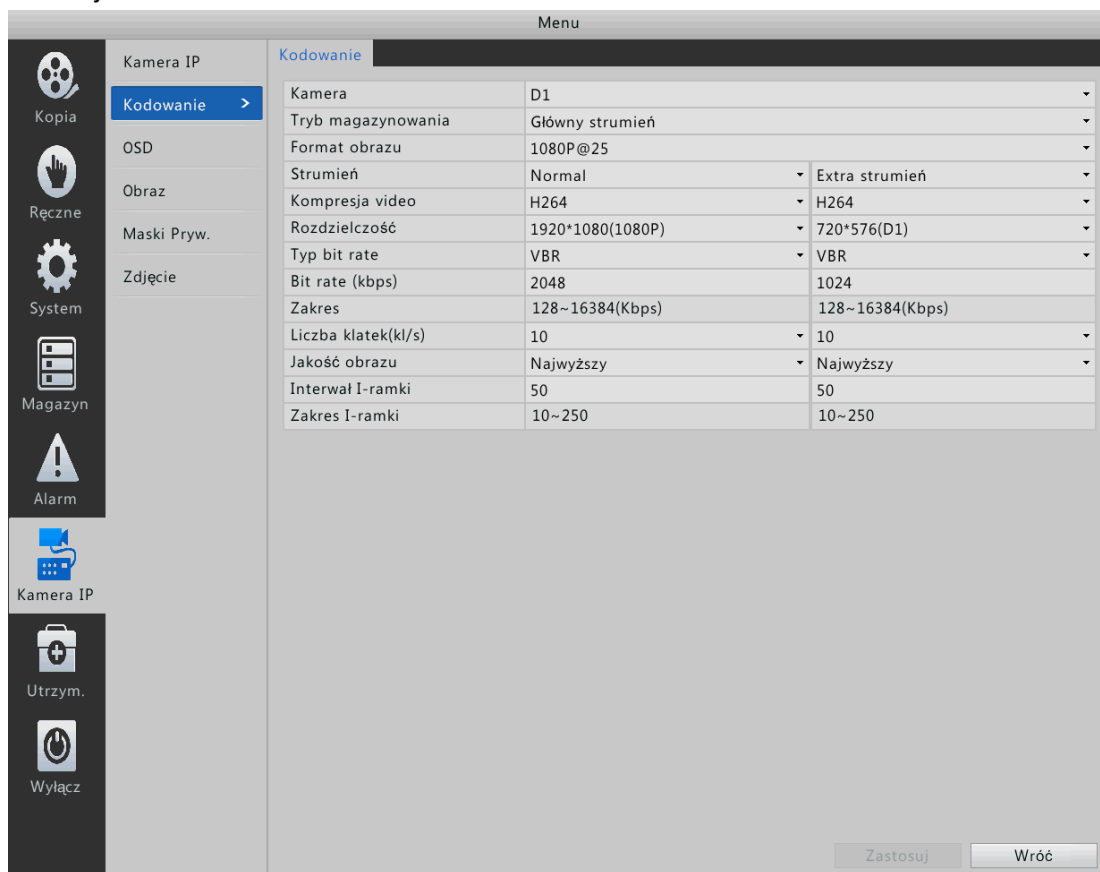 Menu
Kopia
Ręczne
System
Magazyn
Alarm
Kamera IP
Utrzym.
Wyłącz
Kamera IP
Kodowanie >
OSD
Obraz
Maski Pryw.
Zdjęcie
Kodowanie
Kamera D1
Tryb magazynowania Główny strumień
Format obrazu 1080P@25
Strumień Normal Extra strumień
Kompresja video H264 H264
Rozdzielczość 1920*1080(1080P) 720*576(D1)
Typ bit rate VBR VBR
Bit rate (kbps) 2048 1024
Zakres 128~16384(Kbps) 128~16384(Kbps)
Liczba klatek(kl/s) 10 10
Jakość obrazu Najwyższy Najwyższy
Interwał I-ramki 50 50
Zakres I-ramki 10~250 10~250
Zastosuj Wróć